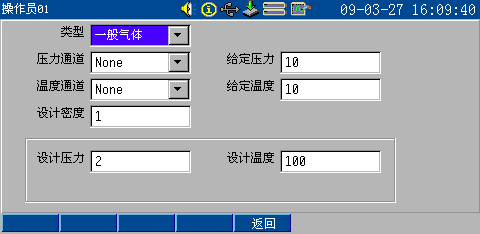 操作员01 09-03-27 16:09:40
类型 一般气体
压力通道 None 给定压力 10
温度通道 None 给定温度 10
设计密度 1
设计压力 2 设计温度 100
返回